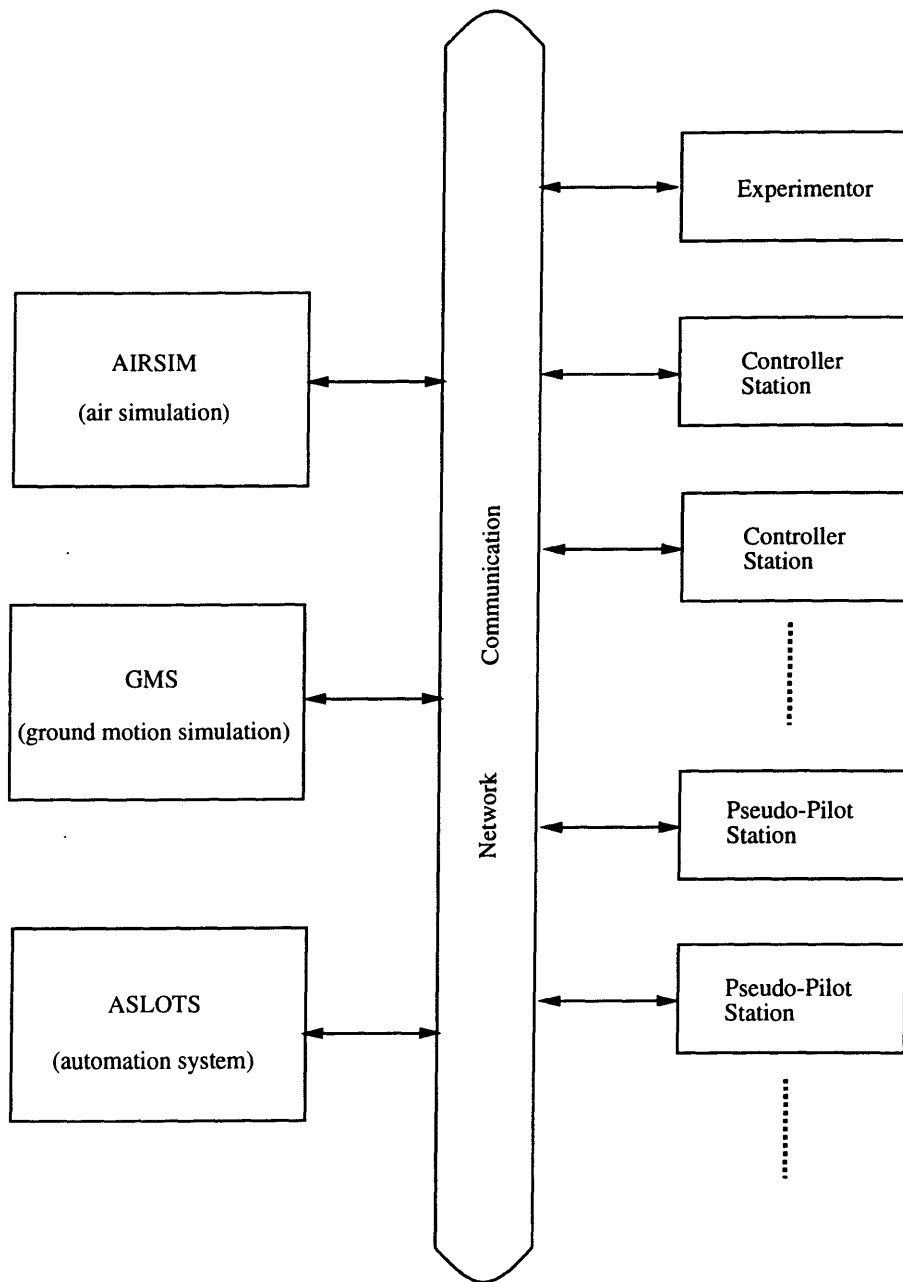 Experimentor
Controller
Station
Controller
Station
Pseudo-Pilot
Station
Pseudo-Pilot
Station
AIRSIM
(air simulation)
GMS
(ground motion simulation)
ASLOTS
(automation system)
Network Communication